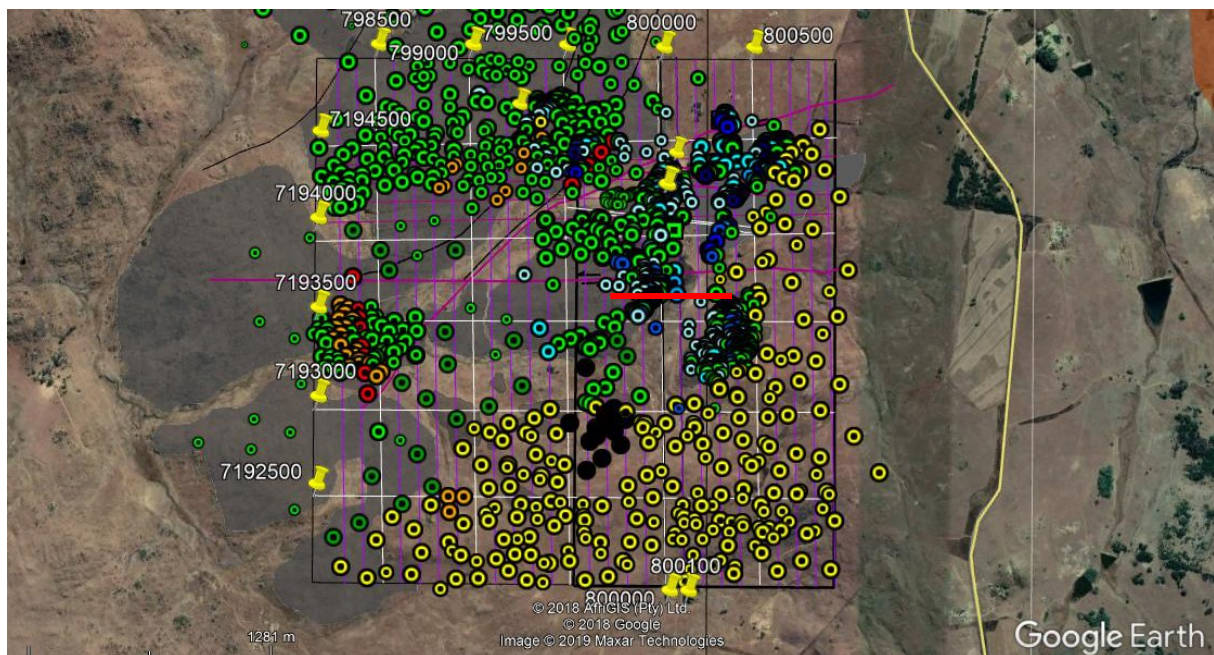 798500
799000
799500
800000
800500
7194500
7194000
7193500
7193000
7192500
800100
800000
© 2018 AfriGIS (Pty) Ltd.
© 2018 Google
Image © 2019 Maxar Technologies
1281 m
Google Earth